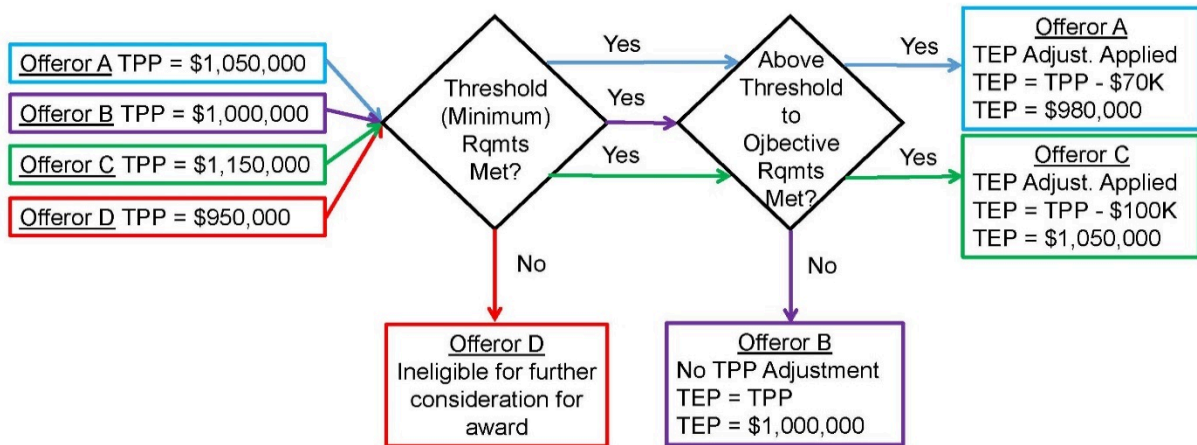 Offeror A TPP = $1,050,000
Offeror B TPP = $1,000,000
Offeror C TPP = $1,150,000
Offeror D TPP = $950,000
Threshold
(Minimum)
Rqmts
Met?
Yes
Yes
Yes
No
Above
Threshold
to
Ojbective
Rqmts
Met?
Yes
Yes
No
Offeror A
TEP Adjust. Applied
TEP = TPP - $70K
TEP = $980,000
Offeror C
TEP Adjust. Applied
TEP = TPP - $100K
TEP = $1,050,000
Offeror D
Ineligible for further
consideration for
award
Offeror B
No TPP Adjustment
TEP = TPP
TEP = $1,000,000